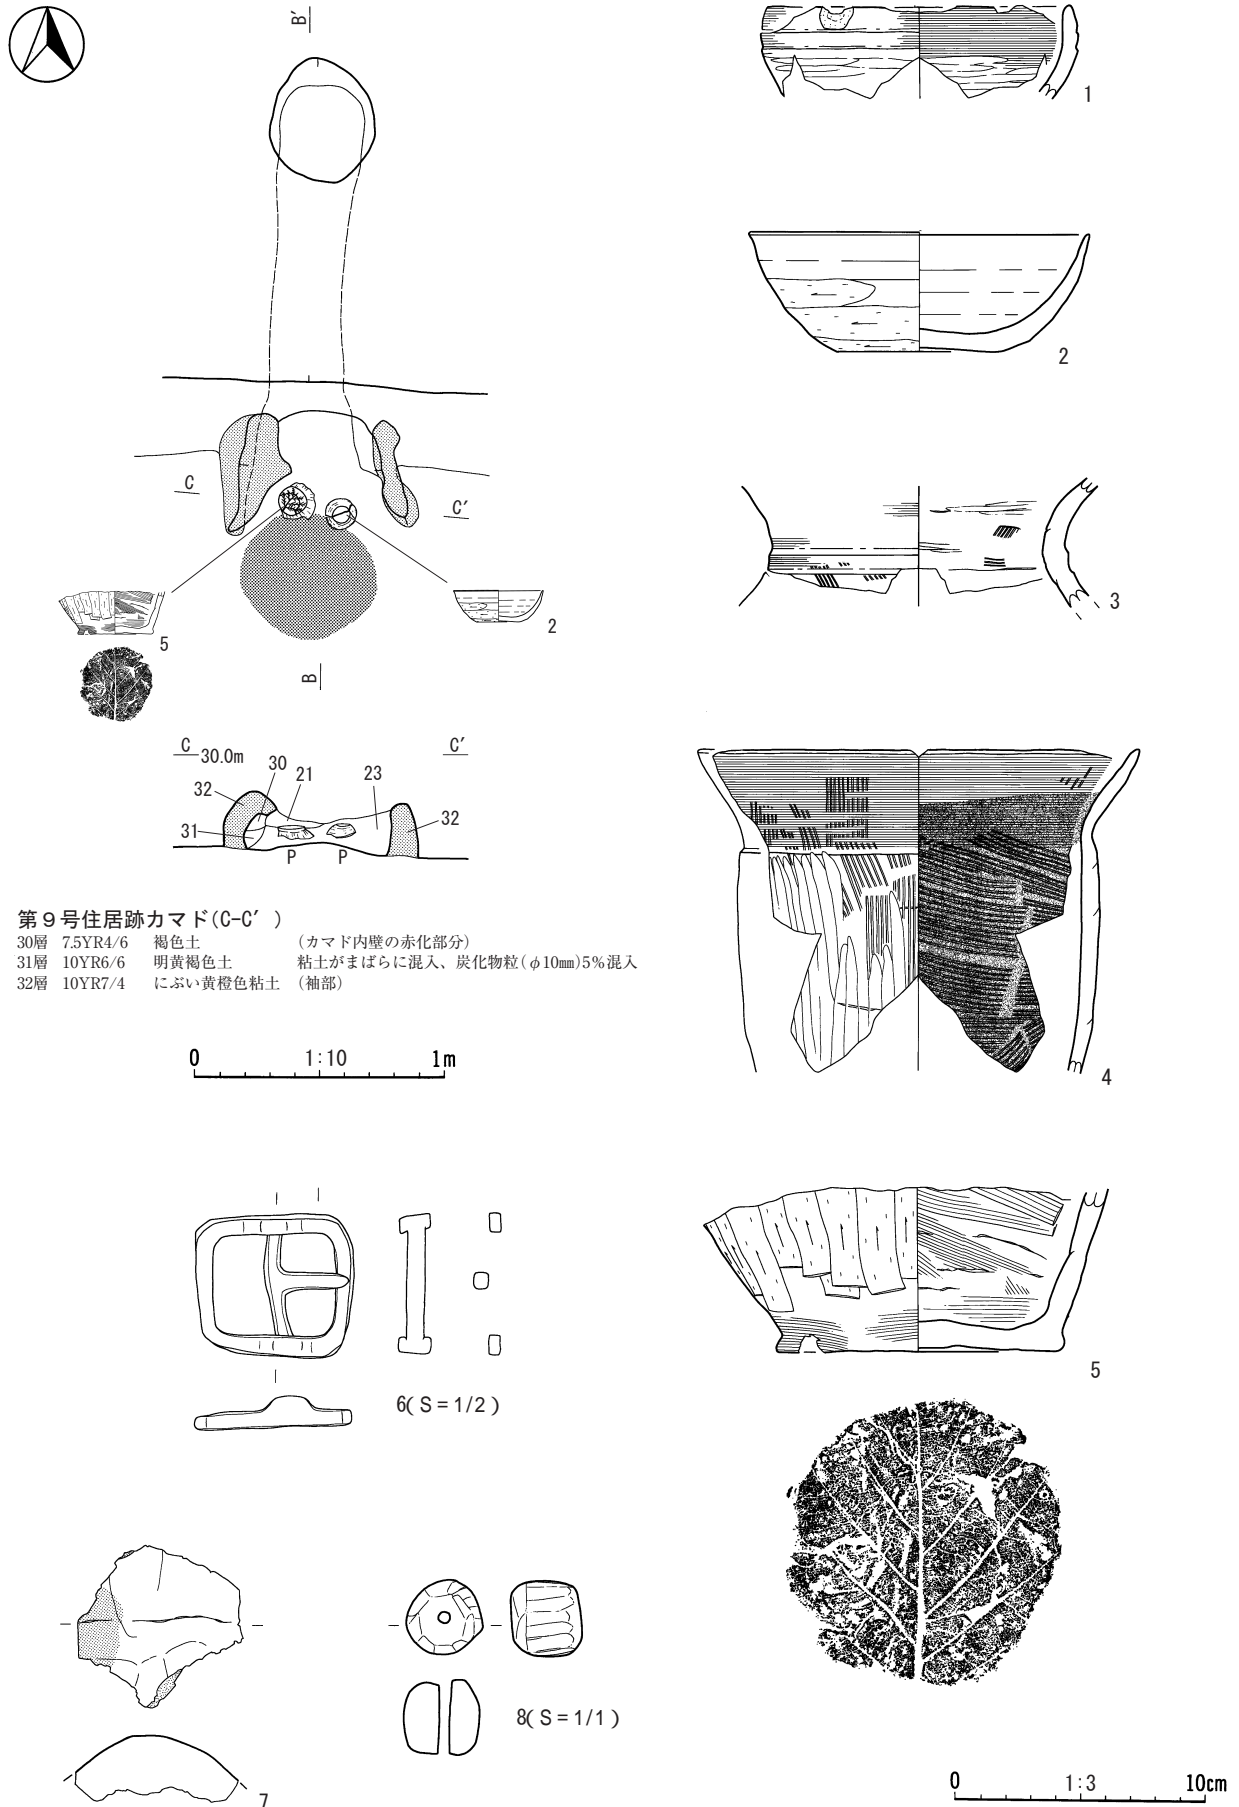 B′
1
2
3
C
C′
5
2
B
C
30.0m
C′
30
21
23
32
31
32
P
P
4
第９号住居跡カマド(C-C′)
30層 7.5YR4/6 褐色土 (カマド内壁の赤化部分)
31層 10YR6/6 明黄褐色土 粘土がまばらに混入、炭化物粒(φ10㎜)5%混入
32層 10YR7/4 にぶい黄橙色粘土 (袖部)
0 1:10 1m
5
6(S=1/2)
7
8(S=1/1)
0 1:3 10cm